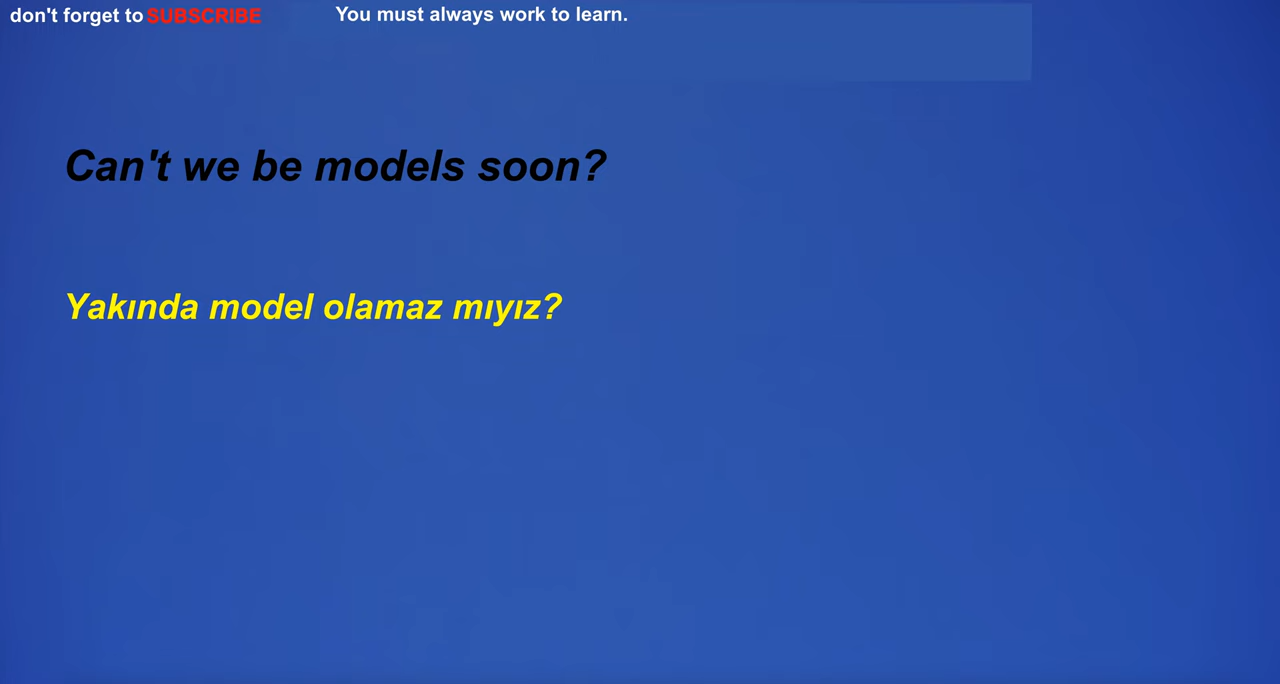 don't forget to SUBSCRIBE
You must always work to learn.
Can't we be models soon?
Yakında model olamaz mıyız?